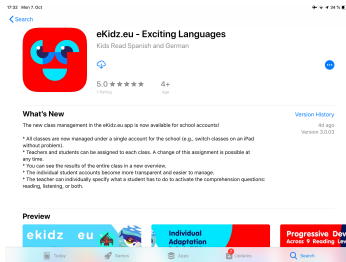 17:33 Mon 7. Oct
34 %
Search
eKidz.eu - Exciting Languages
Kids Read Spanish and German
5.0 ★★★★★
4+
1 Rating
Age
What's New
Version History
The new class management in the eKidz.eu app is now available for school accounts!
4d ago
Version 3.0.03
* All classes are now managed under a single account for the school (e.g., switch classes on an iPad
without problem).
* Teachers and students can be assigned to each class. A change of this assignment is possible at
any time.
* You can see the results of the entire class in a new overview.
* The individual student accounts become more transparent and easier to manage.
* The teacher can individually specify what a student has to do to activate the comprehension questions:
reading, listening, or both.
Preview
ekidz eu
Individual
Adaptation
Progressive Dev
Across 9 Reading Lev
Today
Games
Apps
Updates
Search